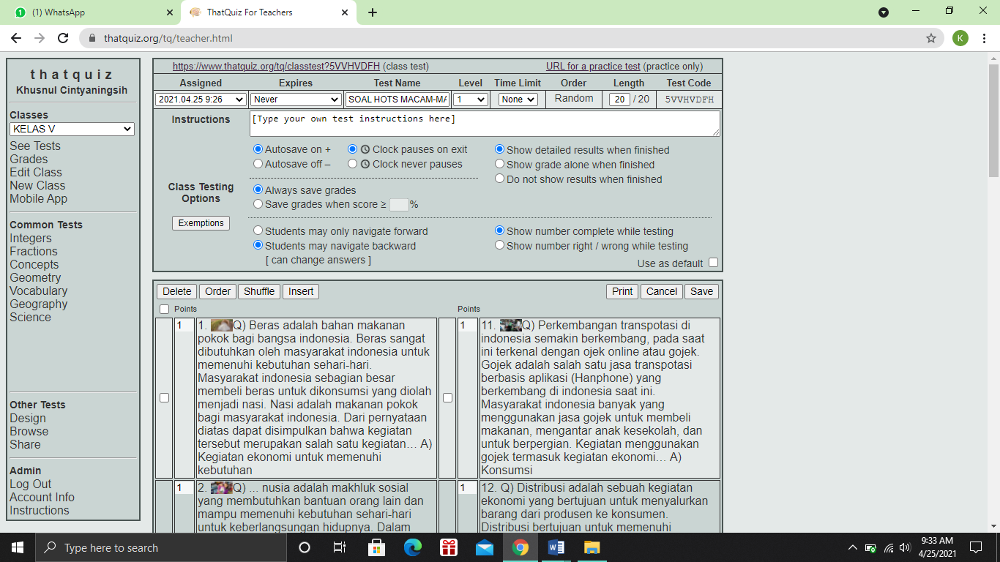 (1) WhatsApp
ThatQuiz For Teachers
thatquiz.org/tq/teacher.html
K
thatquiz
Khusnul Cintyaningsih
Classes
KELAS V
See Tests
Grades
Edit Class
New Class
Mobile App
Common Tests
Integers
Fractions
Concepts
Geometry
Vocabulary
Geography
Science
Other Tests
Design
Browse
Share
Admin
Log Out
Account Info
Instructions
https://www.thatquiz.org/tq/classtest?5VVHVDFH (class test) URL for a practice test (practice only)
Assigned Expires Test Name Level Time Limit Order Length Test Code
2021.04.25 9:26 Never SOAL HOTS MACAM-MA 1 None Random 20 / 20 5VVHVDFH
Instructions [Type your own test instructions here]
Class Testing
Options
Exemptions
Autosave on +
Autosave off –
Clock pauses on exit
Clock never pauses
Show detailed results when finished
Show grade alone when finished
Do not show results when finished
Always save grades
Save grades when score ≥ %
Students may only navigate forward
Students may navigate backward
[ can change answers ]
Show number complete while testing
Show number right / wrong while testing
Use as default
Delete Order Shuffle Insert Print Cancel Save
Points Points
1 1. Q) Beras adalah bahan makanan
pokok bagi bangsa indonesia. Beras sangat
dibutuhkan oleh masyarakat indonesia untuk
memenuhi kebutuhan sehari-hari.
Masyarakat indonesia sebagian besar
membeli beras untuk dikonsumsi yang diolah
menjadi nasi. Nasi adalah makanan pokok
bagi masyarakat indonesia. Dari pernyataan
diatas dapat disimpulkan bahwa kegiatan
tersebut merupakan salah satu kegiatan… A)
Kegiatan ekonomi untuk memenuhi
kebutuhan
1 11. Q) Perkembangan transpotasi di
indonesia semakin berkembang, pada saat
ini terkenal dengan ojek online atau gojek.
Gojek adalah salah satu jasa transpotasi
berbasis aplikasi (Hanphone) yang
berkembang di indonesia saat ini.
Masyarakat indonesia banyak yang
menggunakan jasa gojek untuk membeli
makanan, mengantar anak kesekolah, dan
untuk berpergian. Kegiatan menggunakan
gojek termasuk kegiatan ekonomi… A)
Konsumsi
1 2. Q) ... nusia adalah makhluk sosial
yang membutuhkan bantuan orang lain dan
mampu memenuhi kebutuhan sehari-hari
untuk keberlangsungan hidupnya. Dalam
1 12. Q) Distribusi adalah sebuah kegiatan
ekonomi yang bertujuan untuk menyalurkan
barang dari produsen ke konsumen.
Distribusi bertujuan untuk memenuhi
Type here to search
9:33 AM
4/25/2021